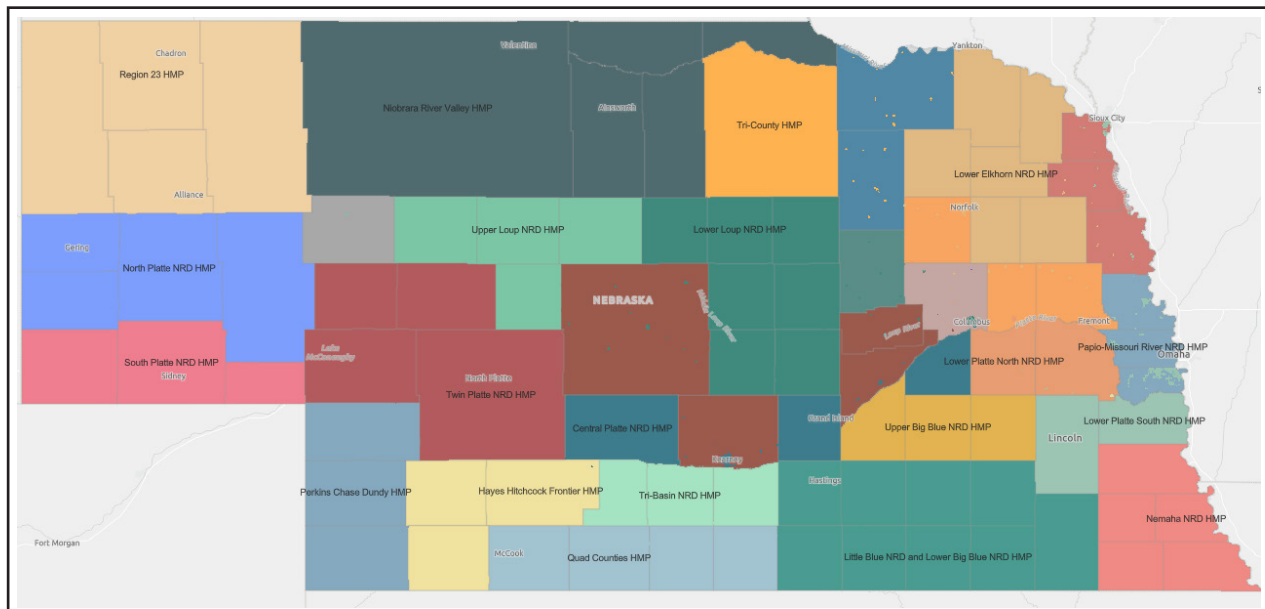 Chadron
Valentine
Yankton
Region 23 HMP
Niobrara River Valley HMP
Ainsworth
Sioux City
Tri-County HMP
Lower Elkhorn NRD HMP
Alliance
Norfolk
Upper Loup NRD HMP
Lower Loup NRD HMP
Gering
North Platte NRD HMP
NEBRASKA
Middle Loup River
Loup River
Columbus
Platte River
Fremont
Lake
McConaughy
Papio-Missouri River NRD HMP
Omaha
South Platte NRD HMP
Sidney
North Platte
Lower Platte North NRD HMP
Twin Platte NRD HMP
Grand Island
Central Platte NRD HMP
Upper Big Blue NRD HMP
Lower Platte South NRD HMP
Lincoln
Kearney
Perkins Chase Dundy HMP
Hayes Hitchcock Frontier HMP
Tri-Basin NRD HMP
Hastings
Nemaha NRD HMP
Fort Morgan
McCook
Quad Counties HMP
Little Blue NRD and Lower Big Blue NRD HMP